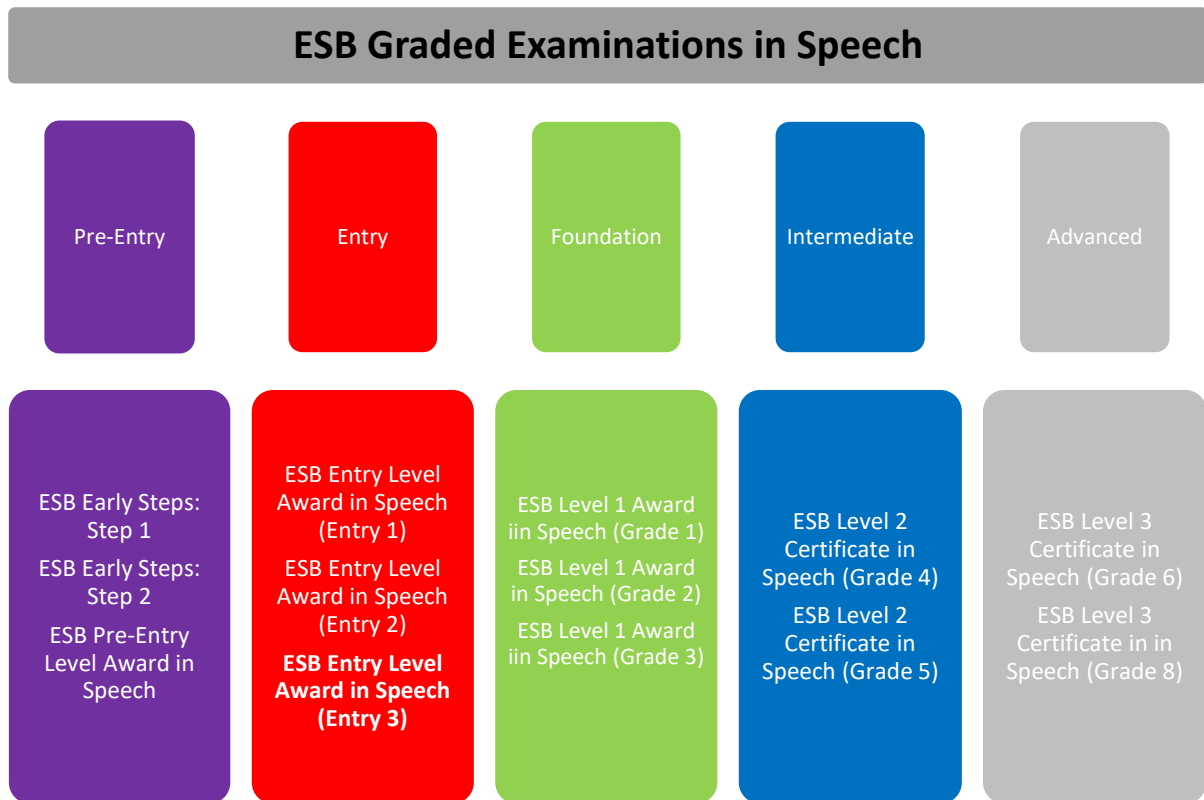 ESB Graded Examinations in Speech
Pre-Entry
Entry
Foundation
Intermediate
Advanced
ESB Early Steps:
Step 1
ESB Early Steps:
Step 2
ESB Pre-Entry
Level Award in
Speech
ESB Entry Level
Award in Speech
(Entry 1)
ESB Entry Level
Award in Speech
(Entry 2)
ESB Entry Level
Award in Speech
(Entry 3)
ESB Level 1 Award
iin Speech (Grade 1)
ESB Level 1 Award
in Speech (Grade 2)
ESB Level 1 Award
iin Speech (Grade 3)
ESB Level 2
Certificate in
Speech (Grade 4)
ESB Level 2
Certificate in
Speech (Grade 5)
ESB Level 3
Certificate in
Speech (Grade 6)
ESB Level 3
Certificate in in
Speech (Grade 8)